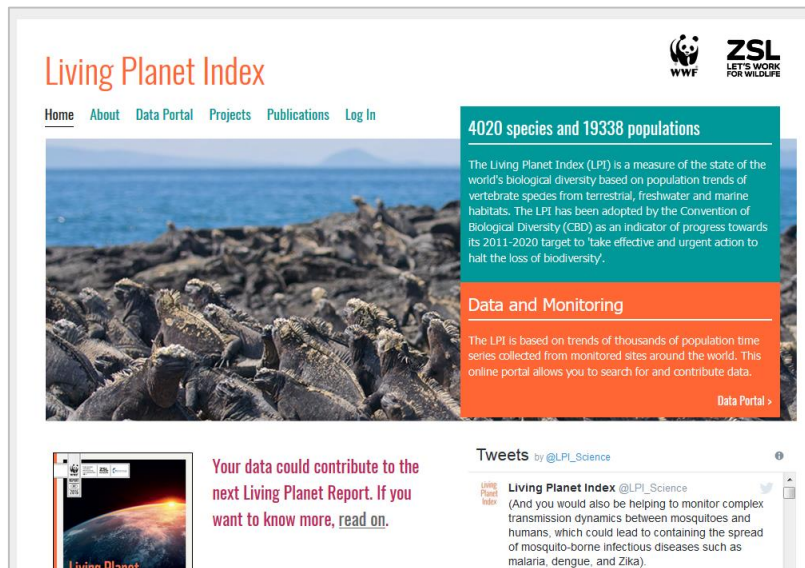 WWF
ZSL
LET'S WORK
FOR WILDLIFE
Living Planet Index
Home About Data Portal Projects Publications Log In
4020 species and 19338 populations
The Living Planet Index (LPI) is a measure of the state of the
world's biological diversity based on population trends of
vertebrate species from terrestrial, freshwater and marine
habitats. The LPI has been adopted by the Convention of
Biological Diversity (CBD) as an indicator of progress towards
its 2011-2020 target to 'take effective and urgent action to
halt the loss of biodiversity'.
Data and Monitoring
The LPI is based on trends of thousands of population time
series collected from monitored sites around the world. This
online portal allows you to search for and contribute data.
Data Portal >
ZSL
2016
Living Planet
Your data could contribute to the
next Living Planet Report. If you
want to know more, read on.
Tweets by @LPI_Science
Living
Planet
Index
Living Planet Index @LPI_Science
(And you would also be helping to monitor complex
transmission dynamics between mosquitoes and
humans, which could lead to containing the spread
of mosquito-borne infectious diseases such as
malaria, dengue, and Zika).